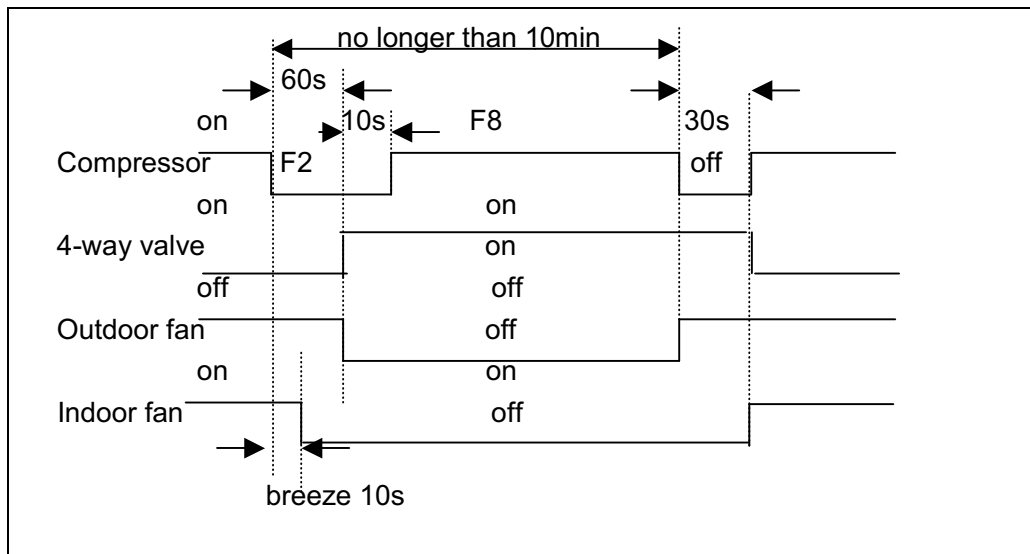 no longer than 10min
60s
on 10s F8 30s
Compressor F2 off
on on
4-way valve on
off off
Outdoor fan off
on on
Indoor fan off
breeze 10s